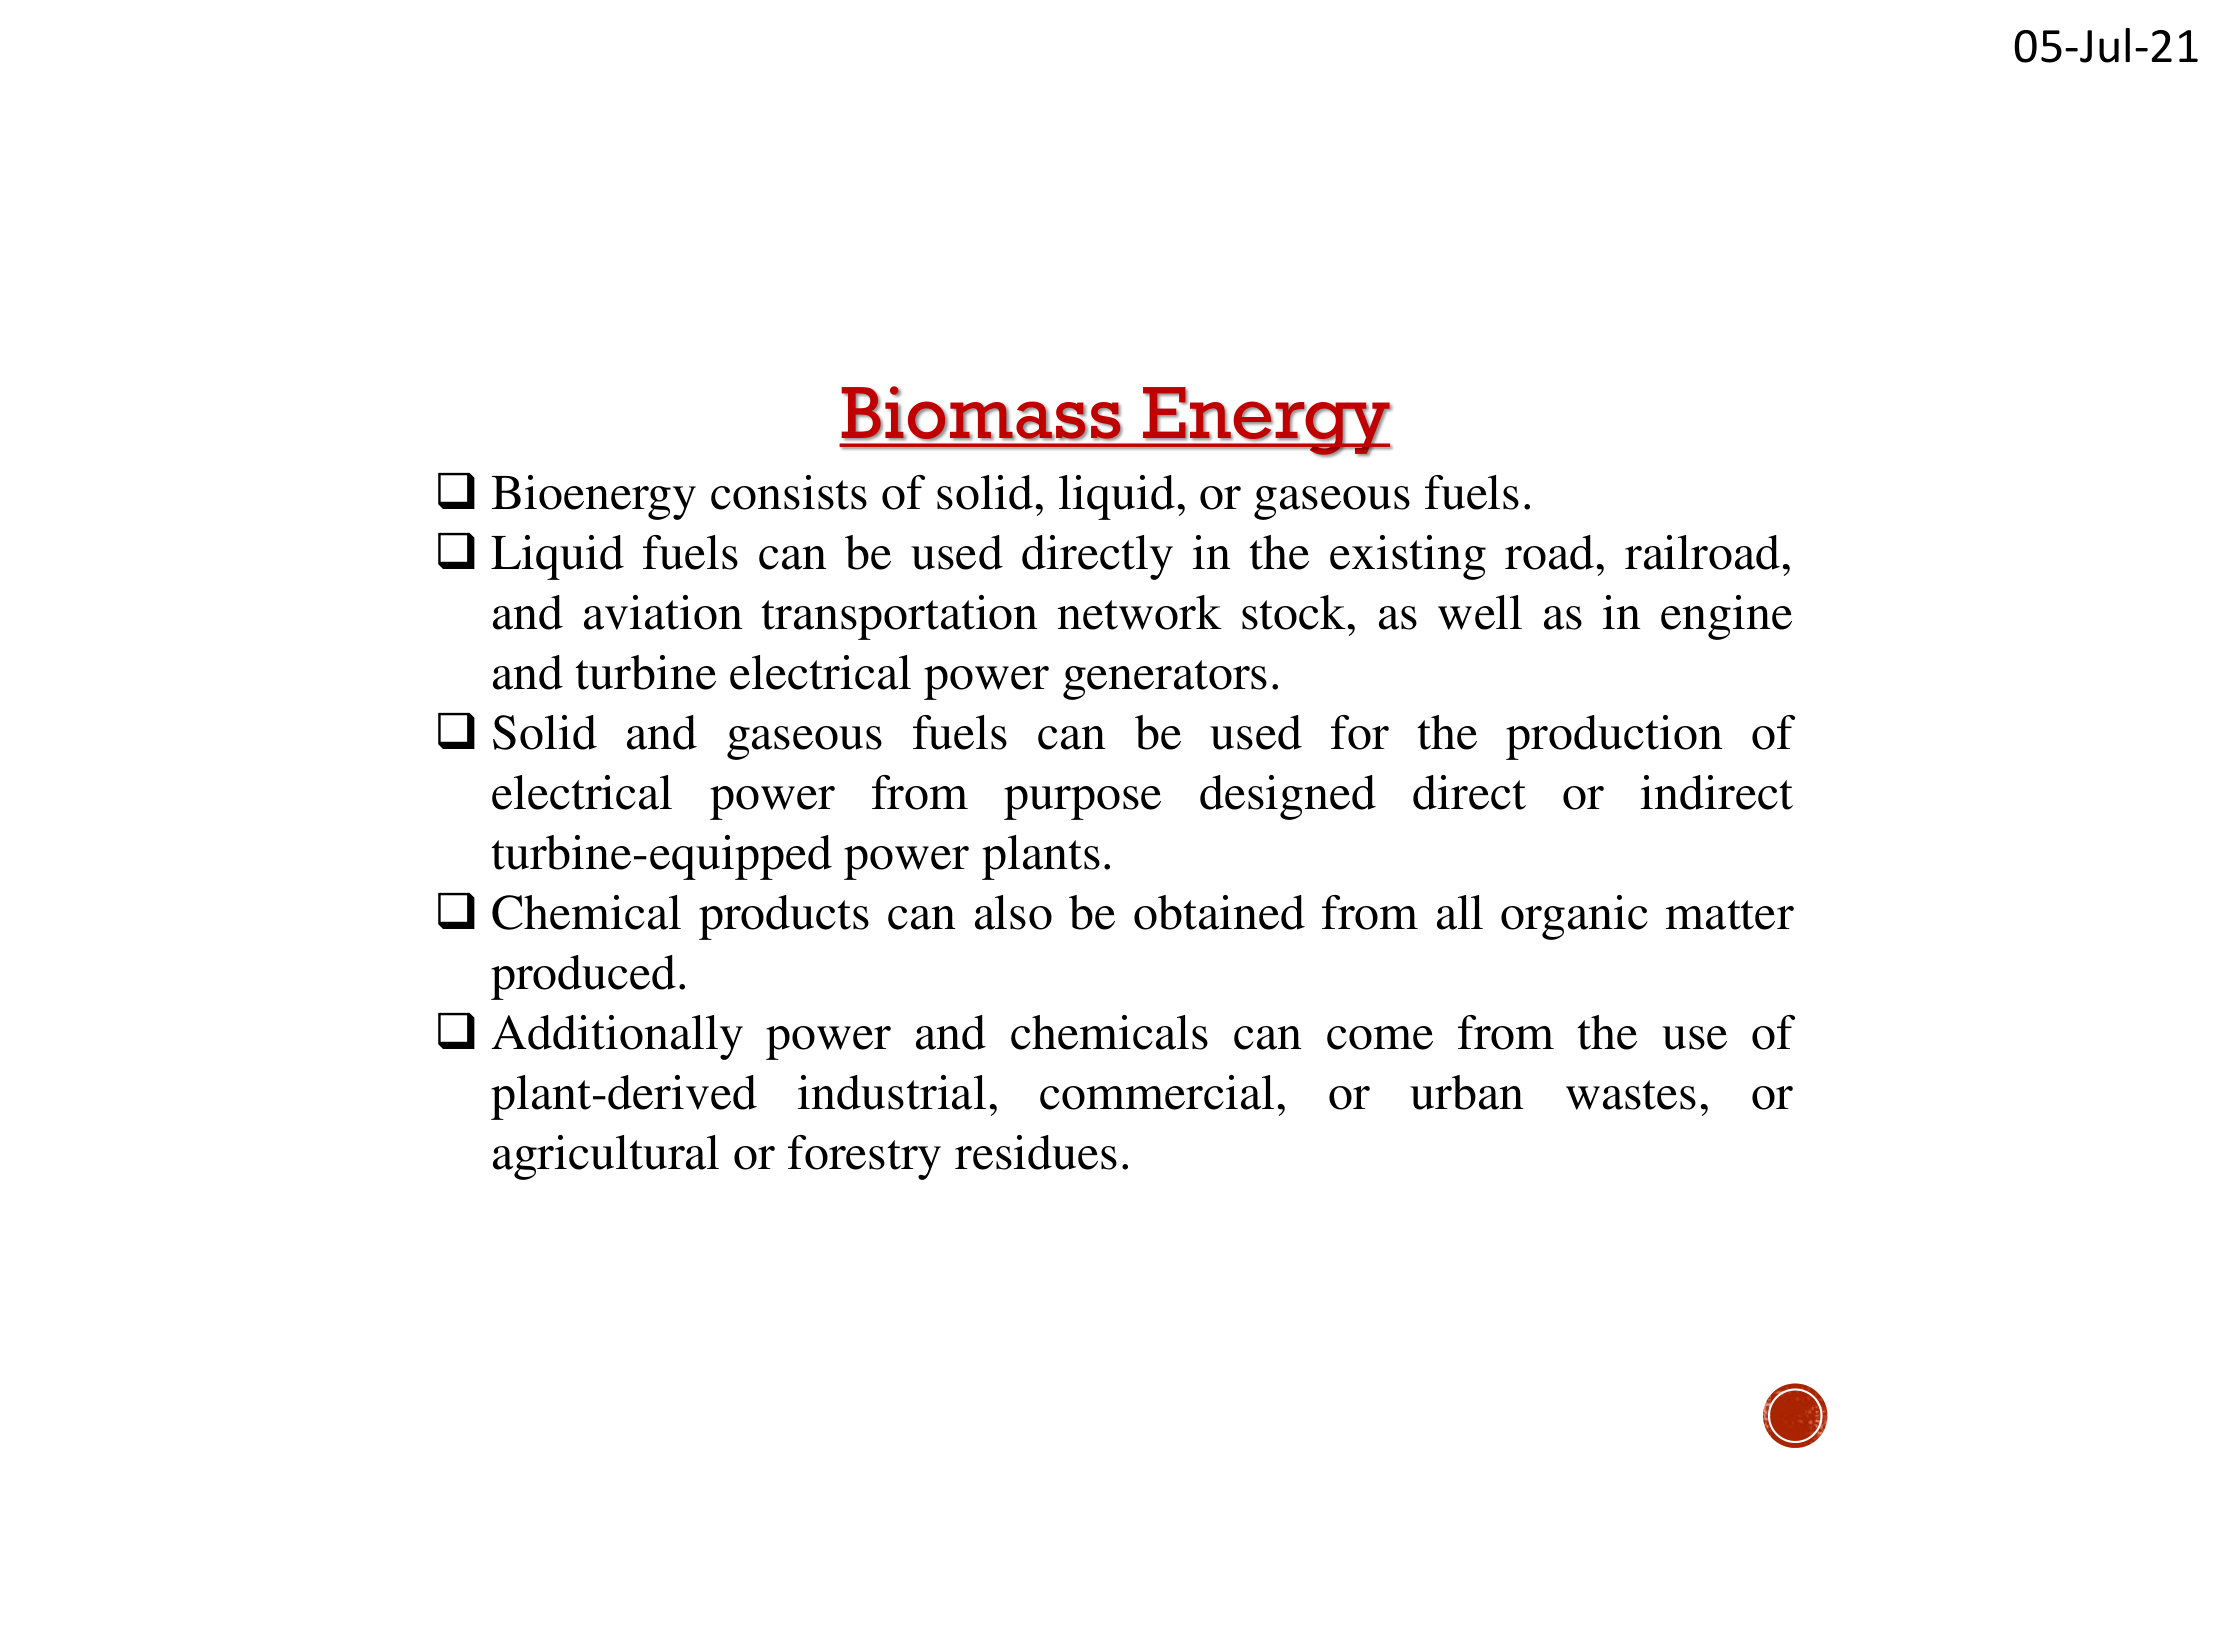 05-Jul-21
Biomass Energy
❑ Bioenergy consists of solid, liquid, or gaseous fuels.
❑ Liquid fuels can be used directly in the existing road, railroad,
and aviation transportation network stock, as well as in engine
and turbine electrical power generators.
❑ Solid and gaseous fuels can be used for the production of
electrical power from purpose designed direct or indirect
turbine-equipped power plants.
❑ Chemical products can also be obtained from all organic matter
produced.
❑ Additionally power and chemicals can come from the use of
plant-derived industrial, commercial, or urban wastes, or
agricultural or forestry residues.